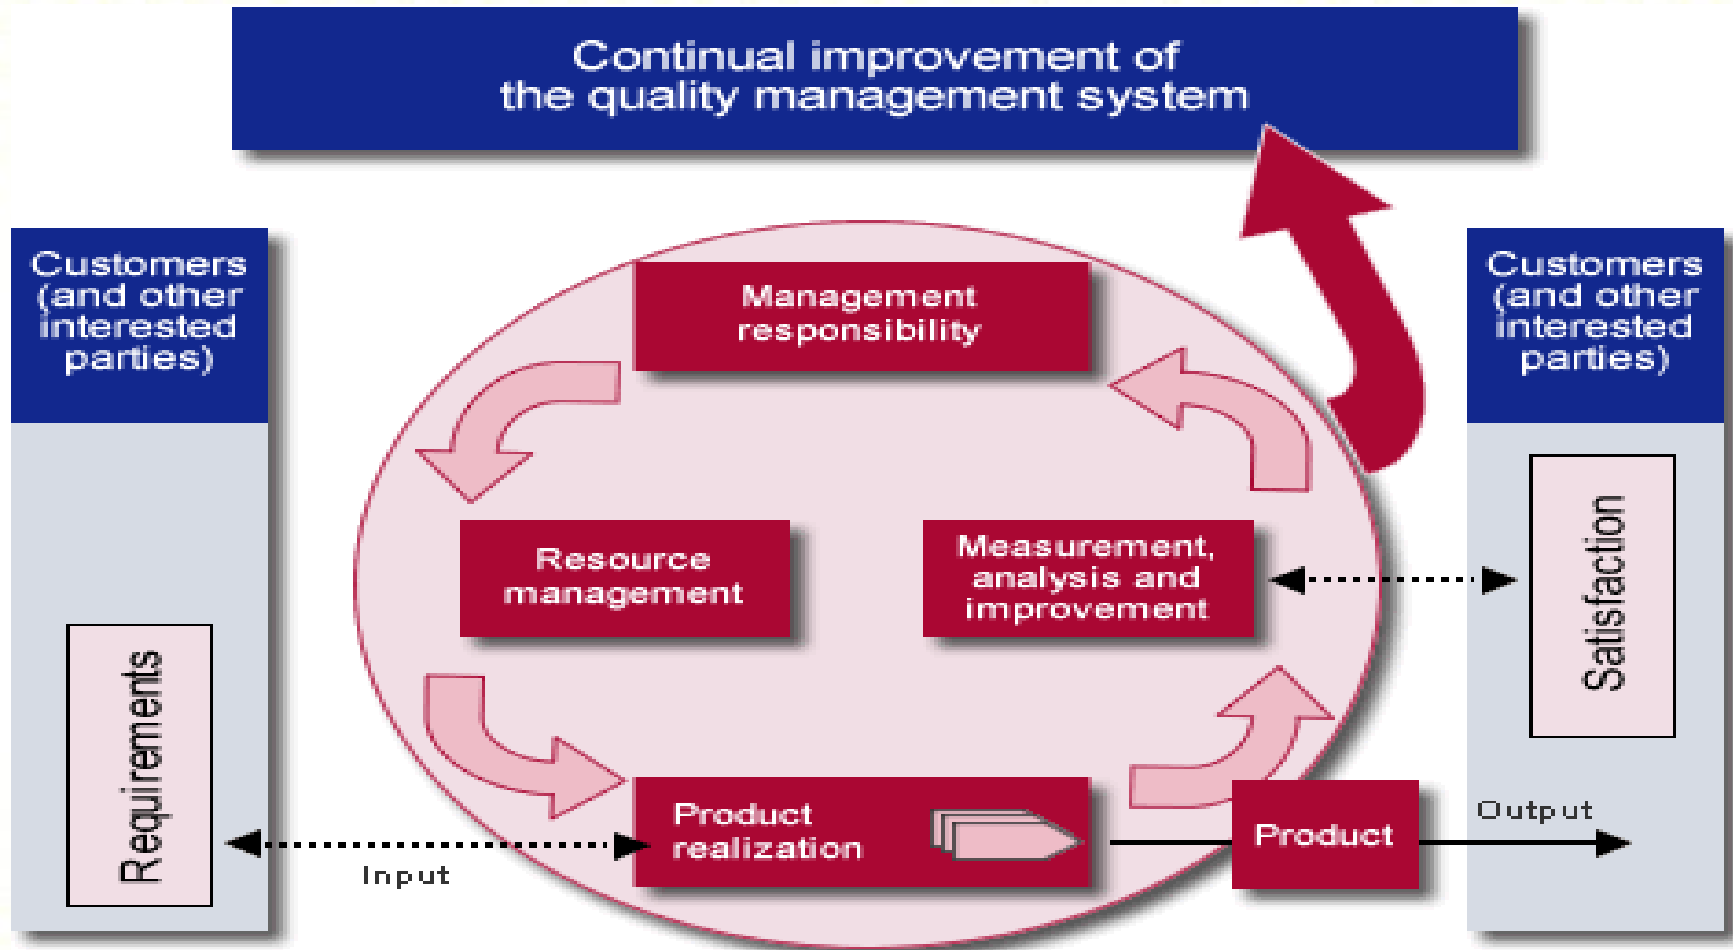 Continual improvement of
the quality management system
Customers
(and other
interested
parties)
Requirements
Management
responsibility
Resource
management
Measurement,
analysis and
improvement
Product
realization
Input
Product
Output
Customers
(and other
interested
parties)
Satisfaction